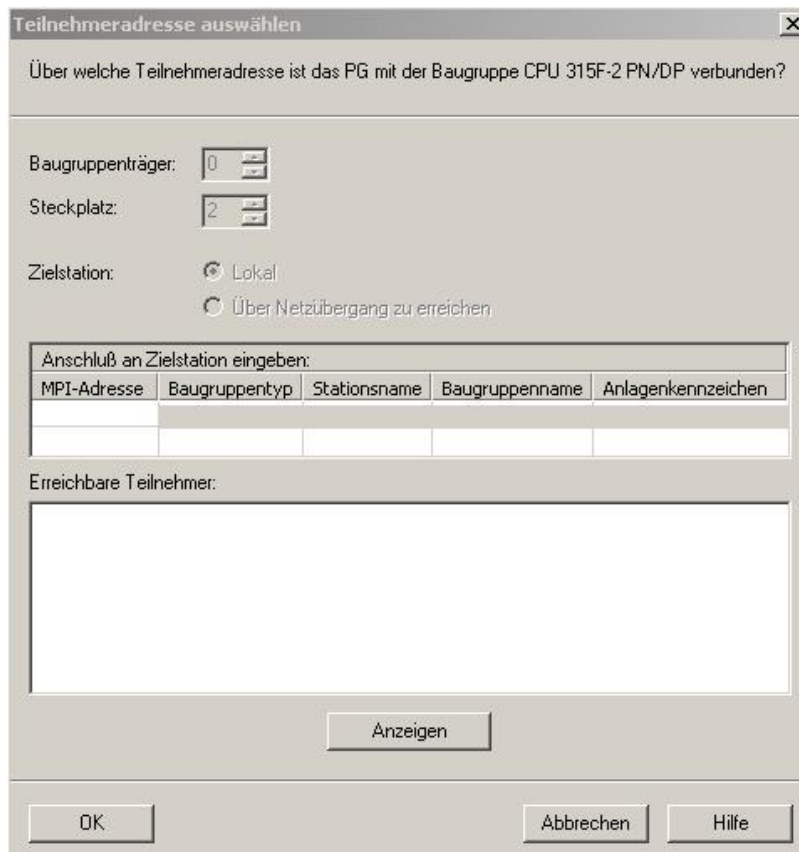 Teilnehmeradresse auswählen
Über welche Teilnehmeradresse ist das PG mit der Baugruppe CPU 315F-2 PN/DP verbunden?
Baugruppenträger: 0
Steckplatz: 2
Zielstation: Lokal
Über Netzübergang zu erreichen
Anschluß an Zielstation eingeben:
MPI-Adresse Baugruppentyp Stationsname Baugruppenname Anlagenkennzeichen
Erreichbare Teilnehmer:
Anzeigen
OK Abbrechen Hilfe